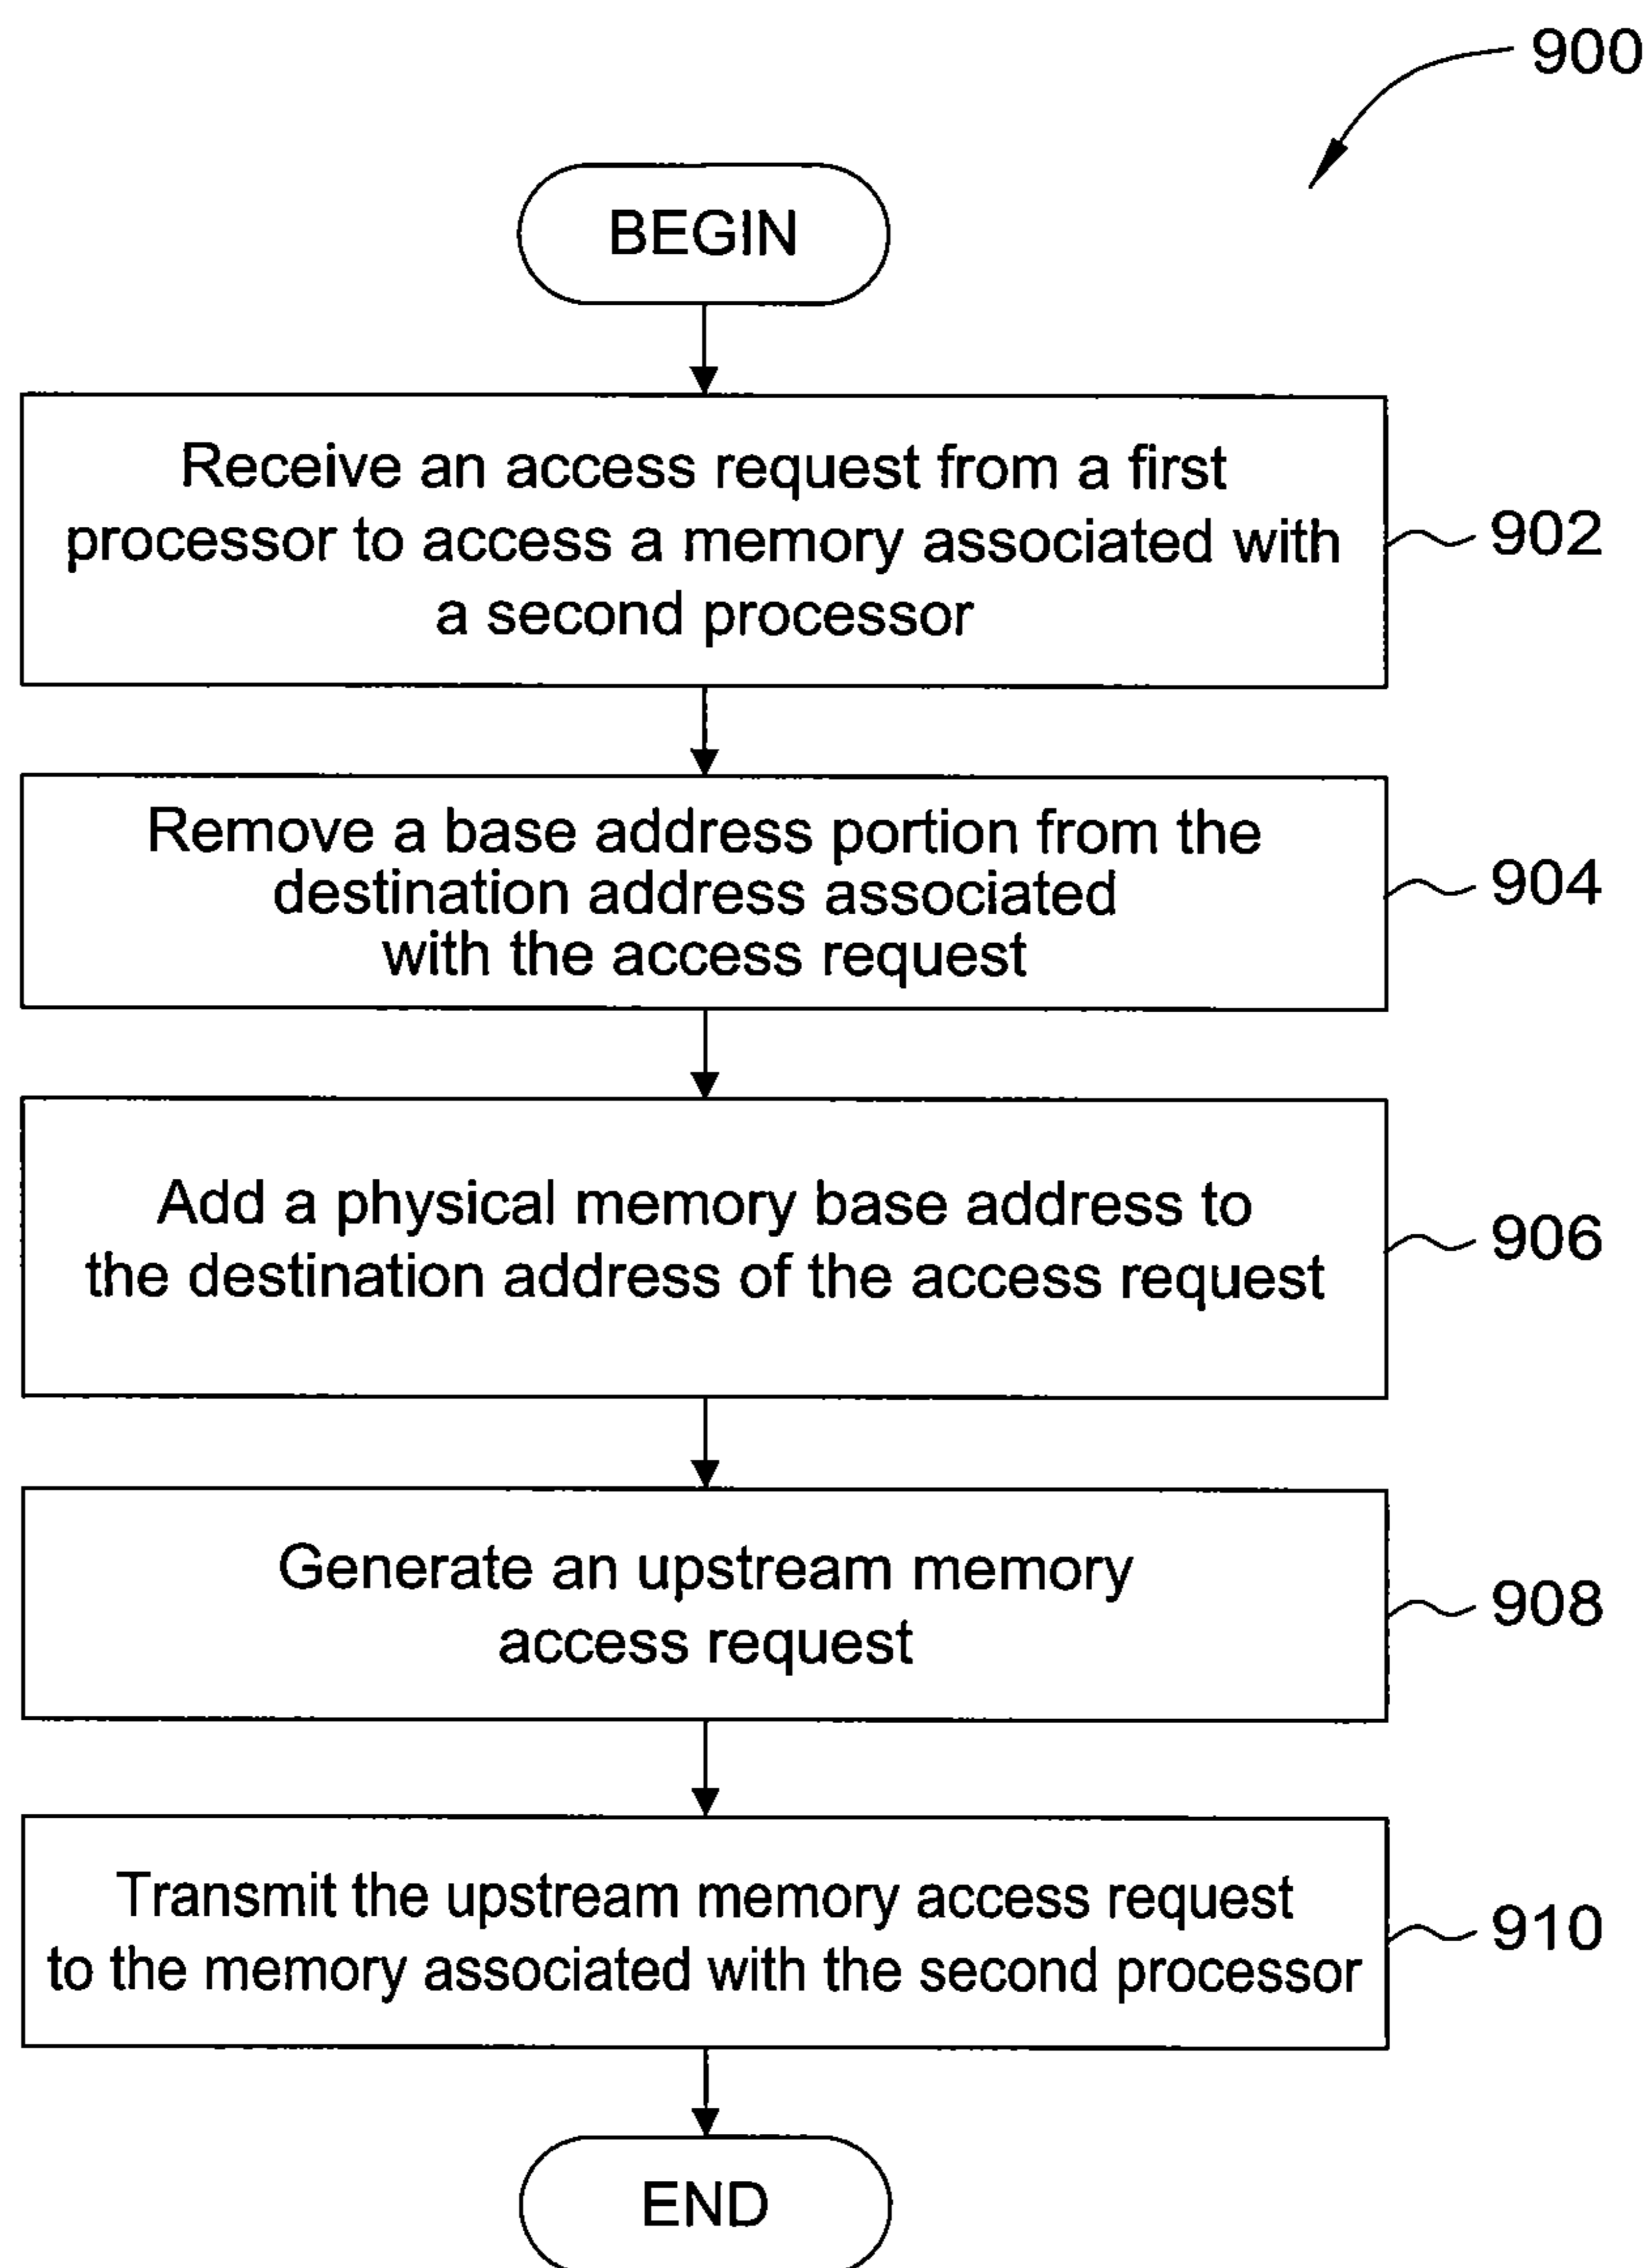 900
BEGIN
Receive an access request from a first
processor to access a memory associated with
a second processor
902
Remove a base address portion from the
destination address associated
with the access request
904
Add a physical memory base address to
the destination address of the access request
906
Generate an upstream memory
access request
908
Transmit the upstream memory access request
to the memory associated with the second processor
910
END